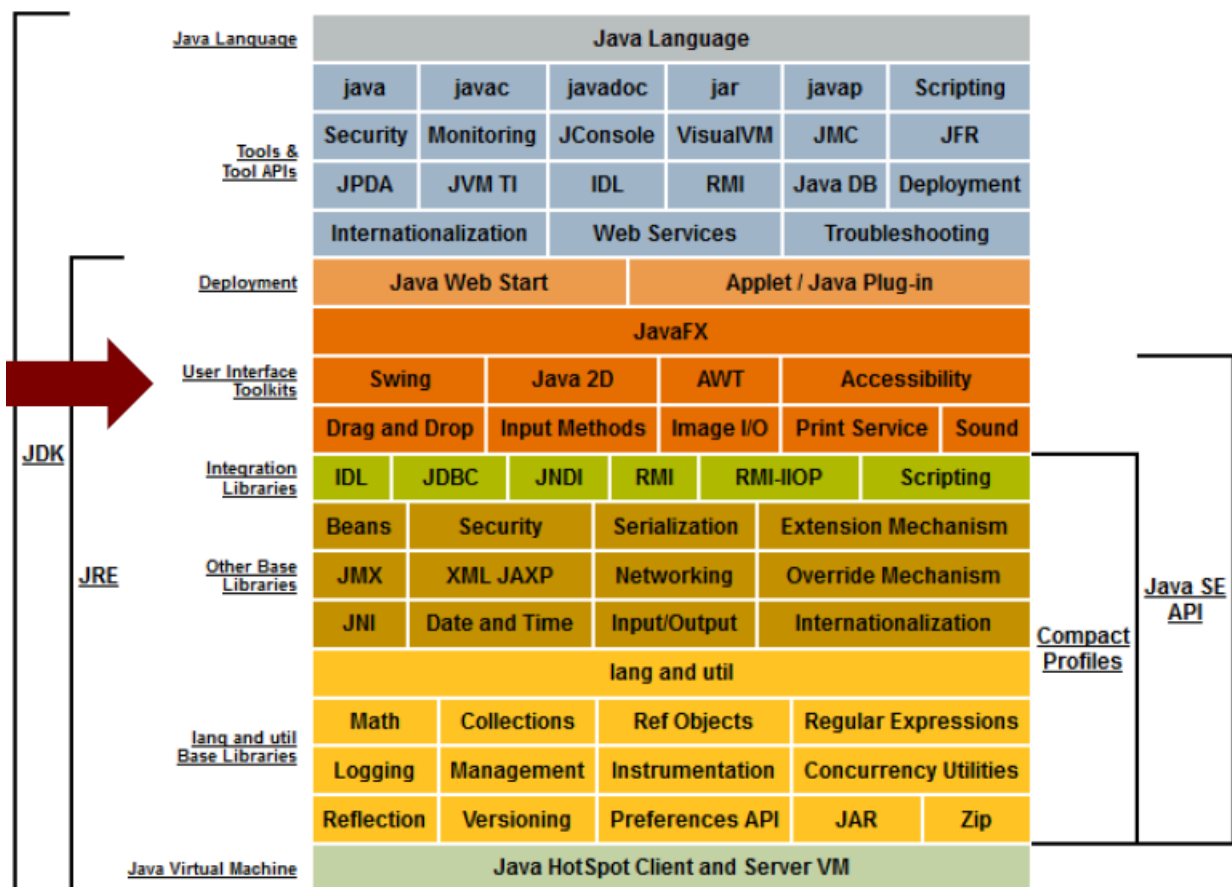 Java Language
Java Language
java javac javadoc jar javap Scripting
Security Monitoring JConsole VisualVM JMC JFR
Tools &
Tool APIs
JPDA JVM TI IDL RMI Java DB Deployment
Internationalization Web Services Troubleshooting
Deployment
Java Web Start Applet / Java Plug-in
JavaFX
User Interface
Toolkits
Swing Java 2D AWT Accessibility
Drag and Drop Input Methods Image I/O Print Service Sound
JDK
Integration
Libraries
IDL JDBC JNDI RMI RMI-IIOP Scripting
Beans Security Serialization Extension Mechanism
JRE
Other Base
Libraries
JMX XML JAXP Networking Override Mechanism
Java SE
API
JNI Date and Time Input/Output Internationalization
Compact
Profiles
lang and util
lang and util
Base Libraries
Math Collections Ref Objects Regular Expressions
Logging Management Instrumentation Concurrency Utilities
Reflection Versioning Preferences API JAR Zip
Java Virtual Machine
Java HotSpot Client and Server VM